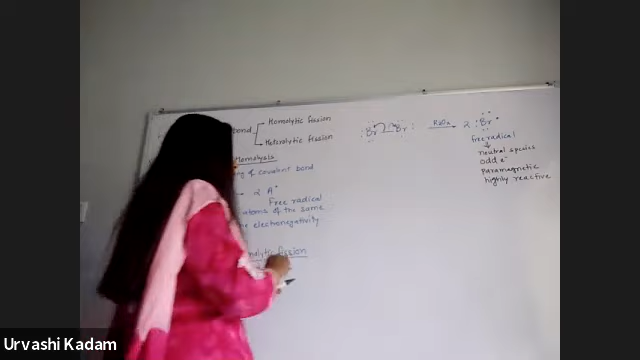 bond
Homolytic fission
Heterolytic fission
Homolysis
of covalent bond
2 A•
Free radical
atoms of the same
electronegativity
fission
:Br Br: → 2 :Br•
free radical
↓
neutral species
odd e⁻
paramagnetic
highly reactive
Urvashi Kadam